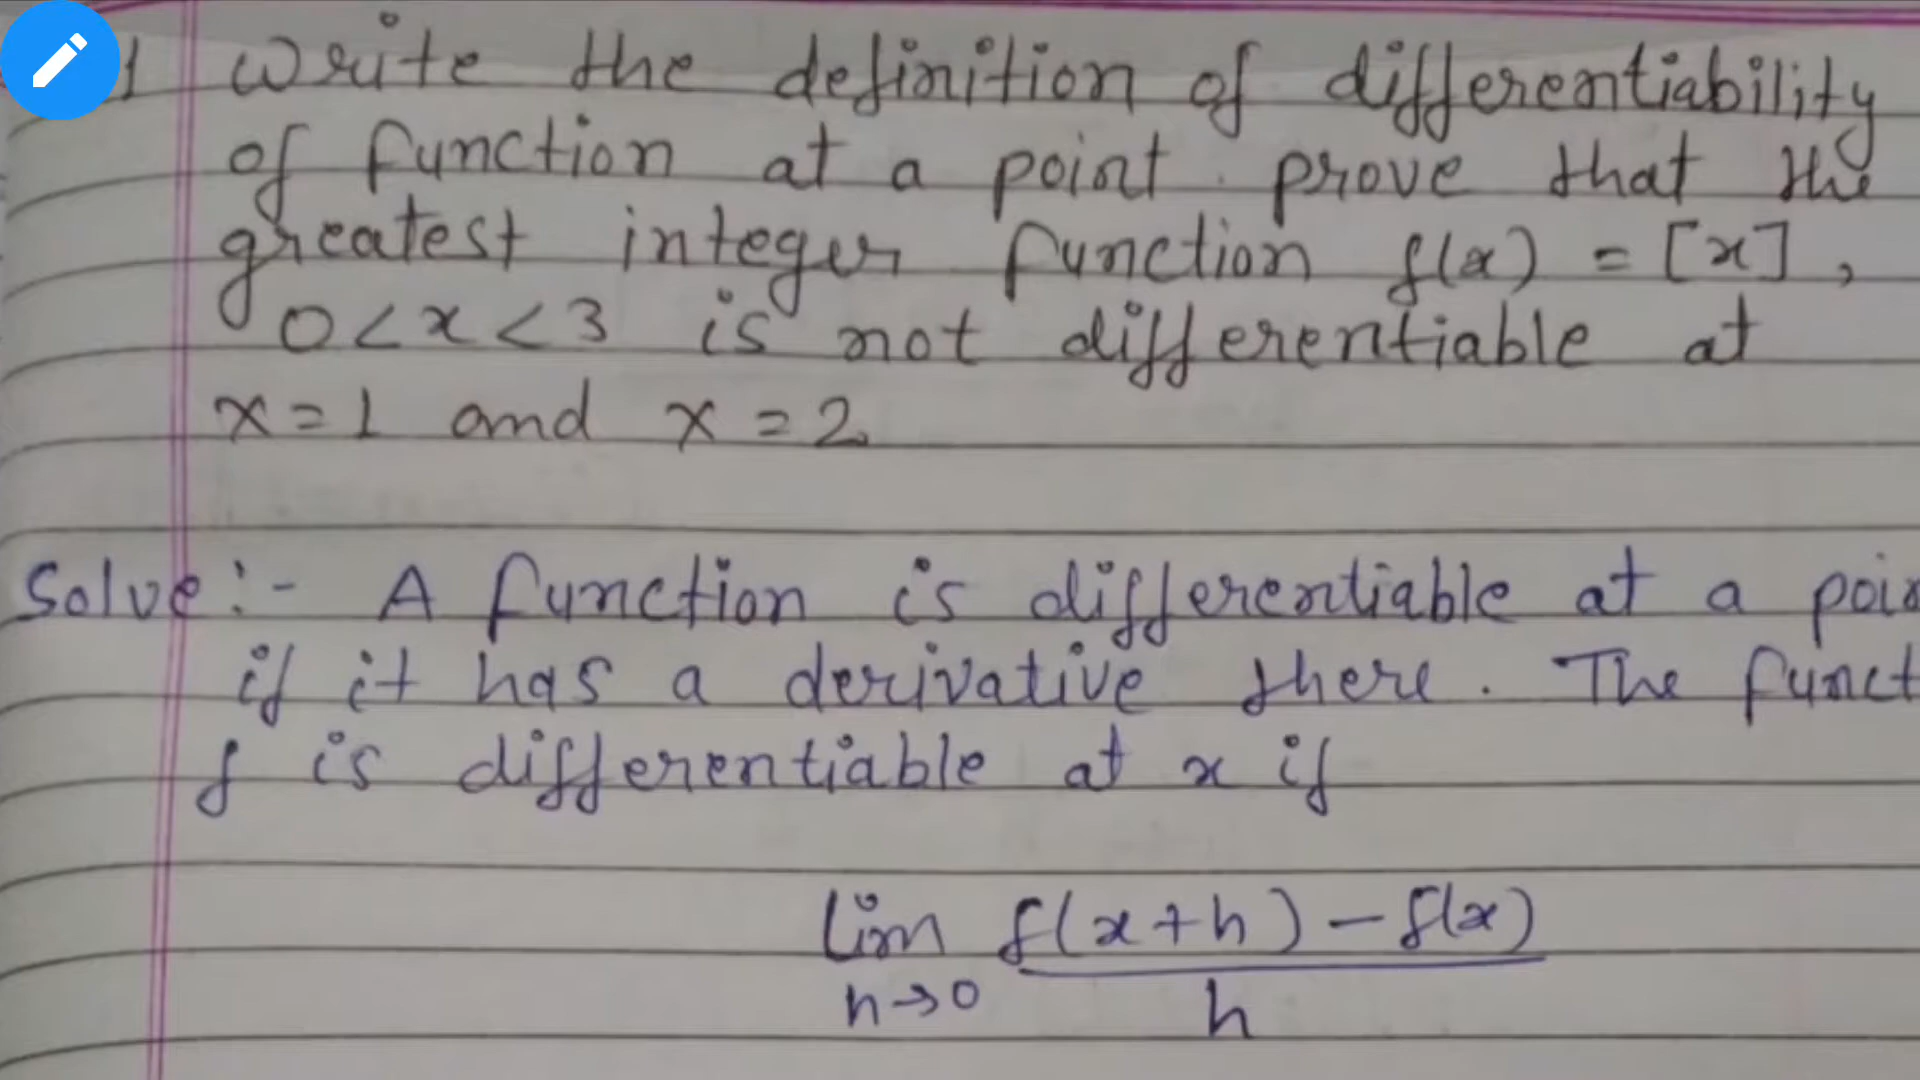 1 Write the definition of differentiability
of function at a point. prove that the
greatest integer function f(x) = [x],
0<x<3 is not differentiable at
x=1 and x=2
Solve:- A function is differentiable at a poin
if it has a derivative there. The funct
f is differentiable at x if
lim f(x+h)-f(x)
h→0 h